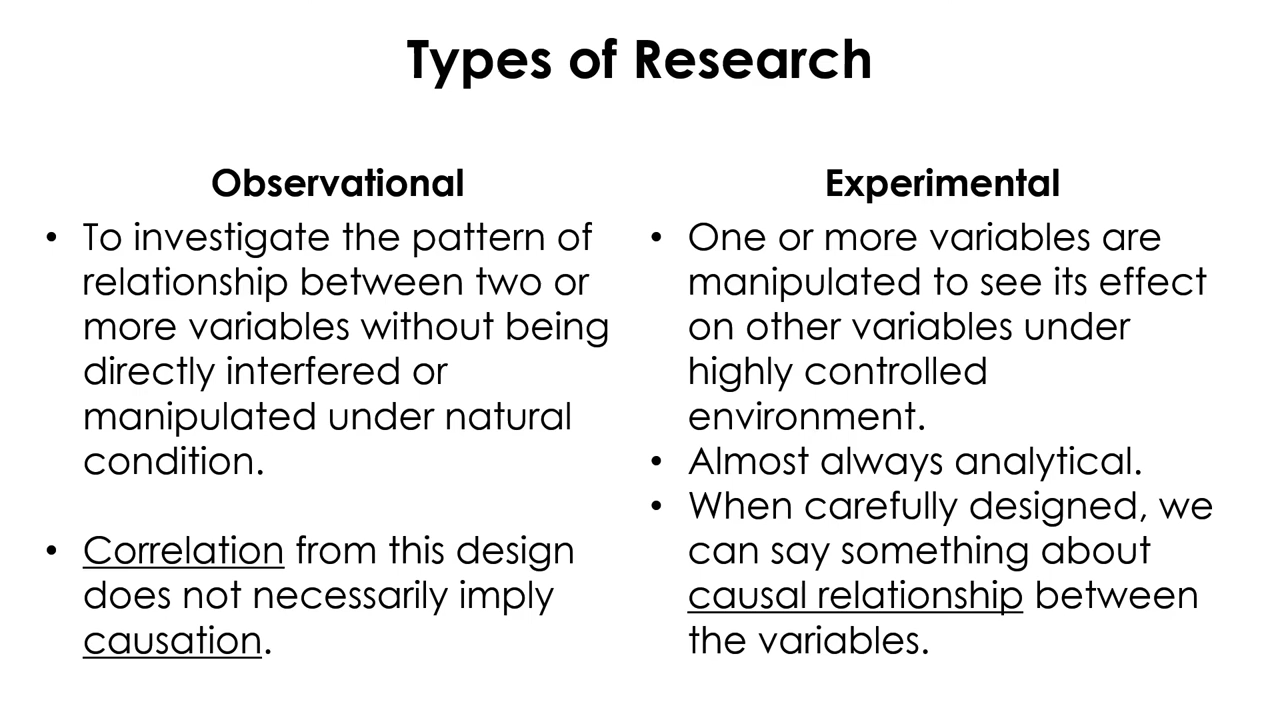 Types of Research
Observational
• To investigate the pattern of
relationship between two or
more variables without being
directly interfered or
manipulated under natural
condition.
• Correlation from this design
does not necessarily imply
causation.
Experimental
• One or more variables are
manipulated to see its effect
on other variables under
highly controlled
environment.
• Almost always analytical.
• When carefully designed, we
can say something about
causal relationship between
the variables.